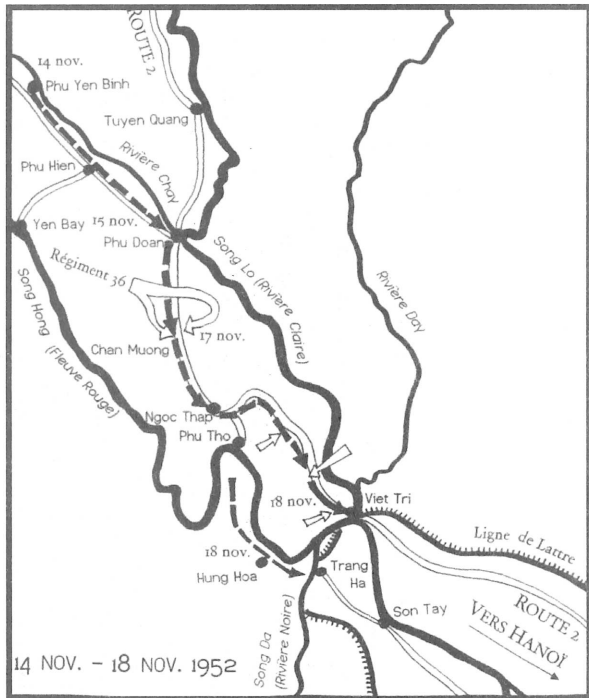 14 nov.
ROUTE 2
Phu Yen Binh
Tuyen Quang
Rivière Chay
Phu Hien
Yen Bay
15 nov.
Phu Doan
Régiment 36
Song Lo (Rivière Claire)
Rivière Day
Song Hong
(Fleuve Rouge)
17 nov.
Chan Muong
Ngoc Thap
Phu Tho
18 nov.
Viet Tri
Ligne de Lattre
18 nov.
Hung Hoa
Trang
Ha
Son Tay
ROUTE 2
VERS HANOÏ
Song Da
(Rivière Noire)
14 NOV. – 18 NOV. 1952